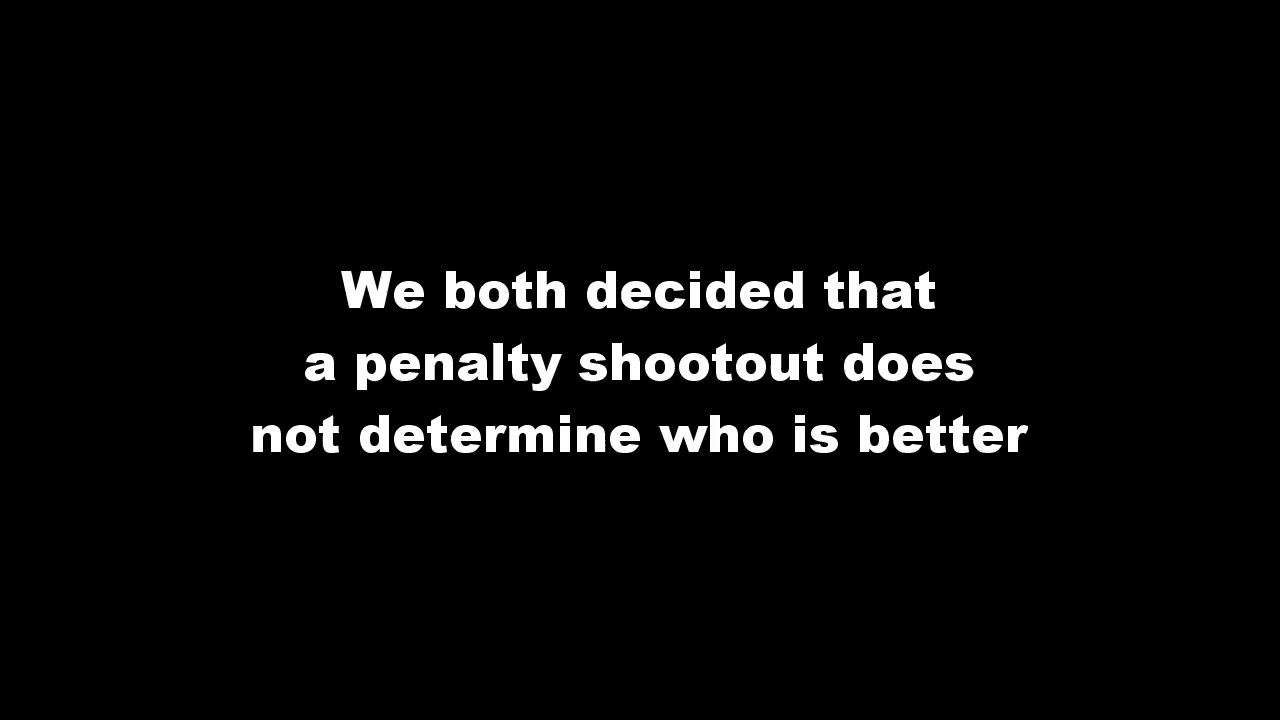 We both decided that
a penalty shootout does
not determine who is better